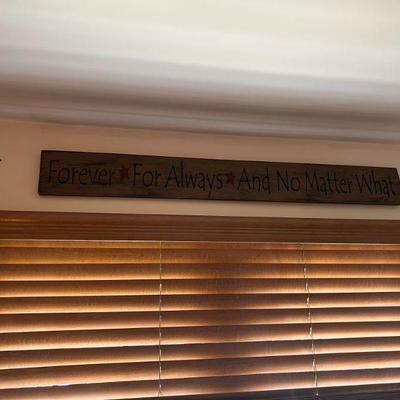 Forever ★ For Always ★ And No Matter What